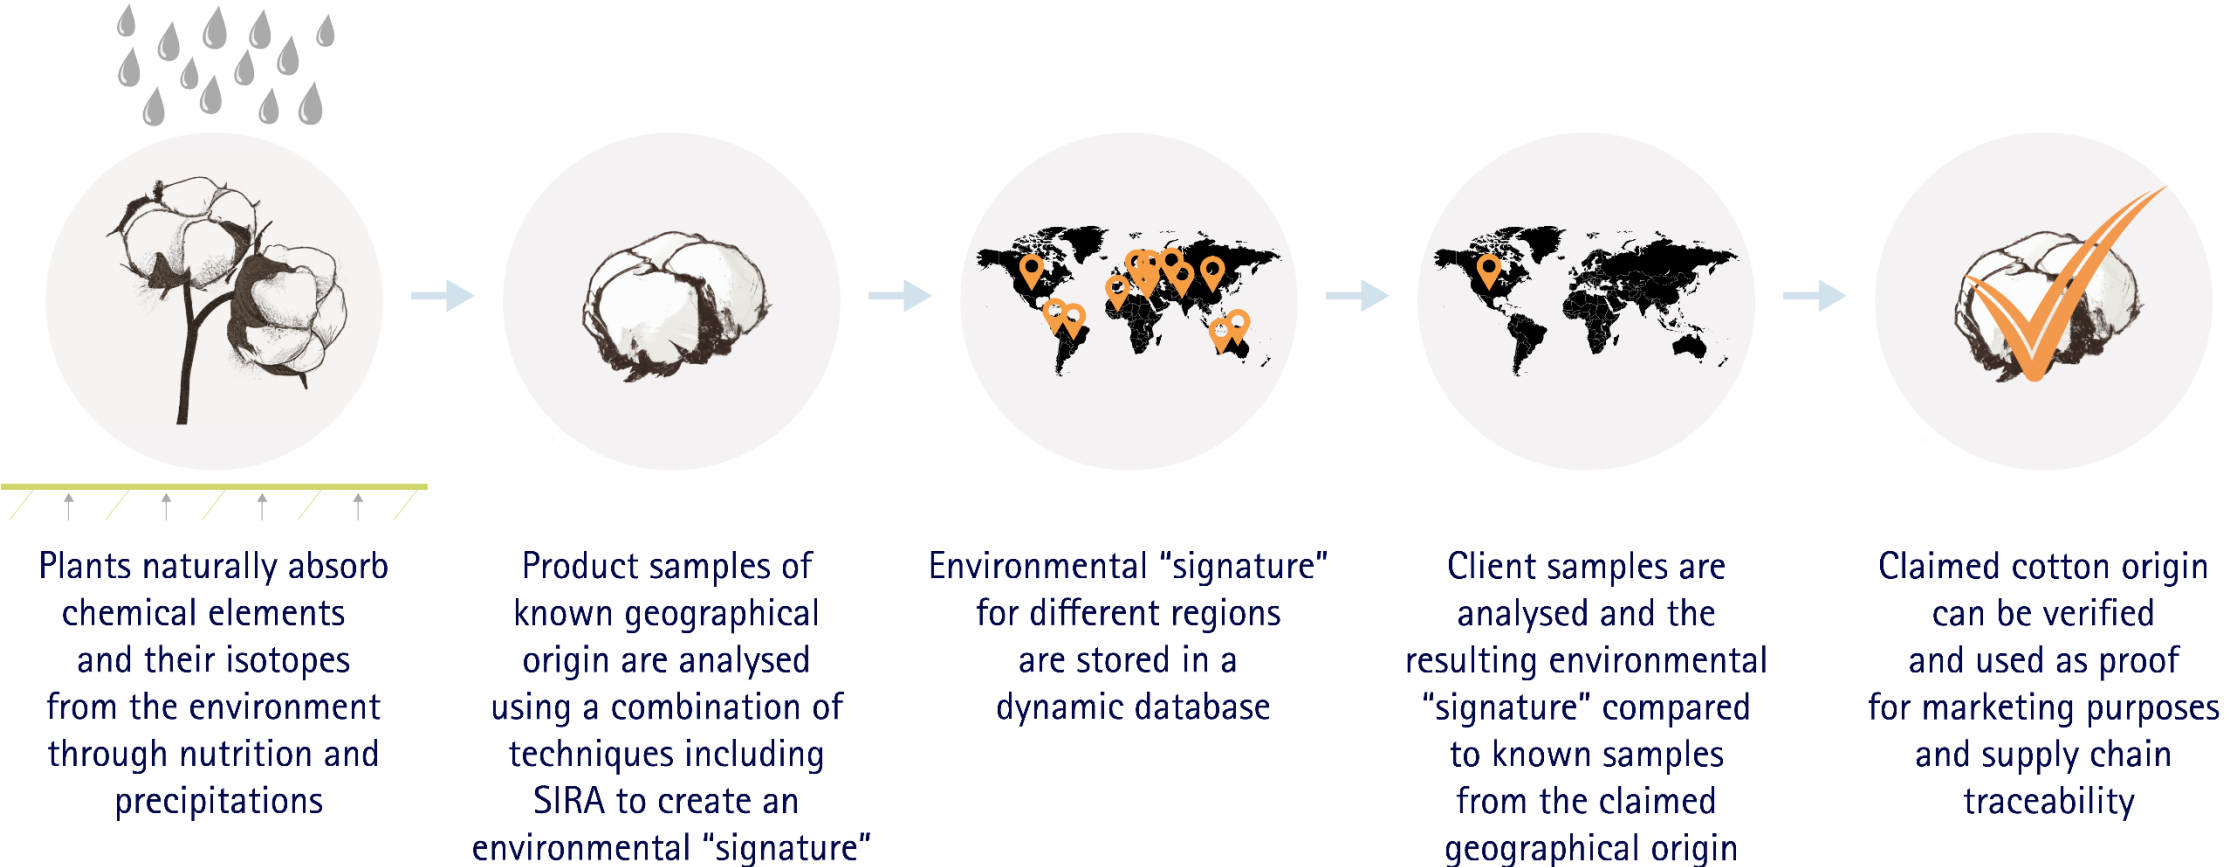 Plants naturally absorb
chemical elements
and their isotopes
from the environment
through nutrition and
precipitations
Product samples of
known geographical
origin are analysed
using a combination of
techniques including
SIRA to create an
environmental “signature”
Environmental “signature”
for different regions
are stored in a
dynamic database
Client samples are
analysed and the
resulting environmental
“signature” compared
to known samples
from the claimed
geographical origin
Claimed cotton origin
can be verified
and used as proof
for marketing purposes
and supply chain
traceability